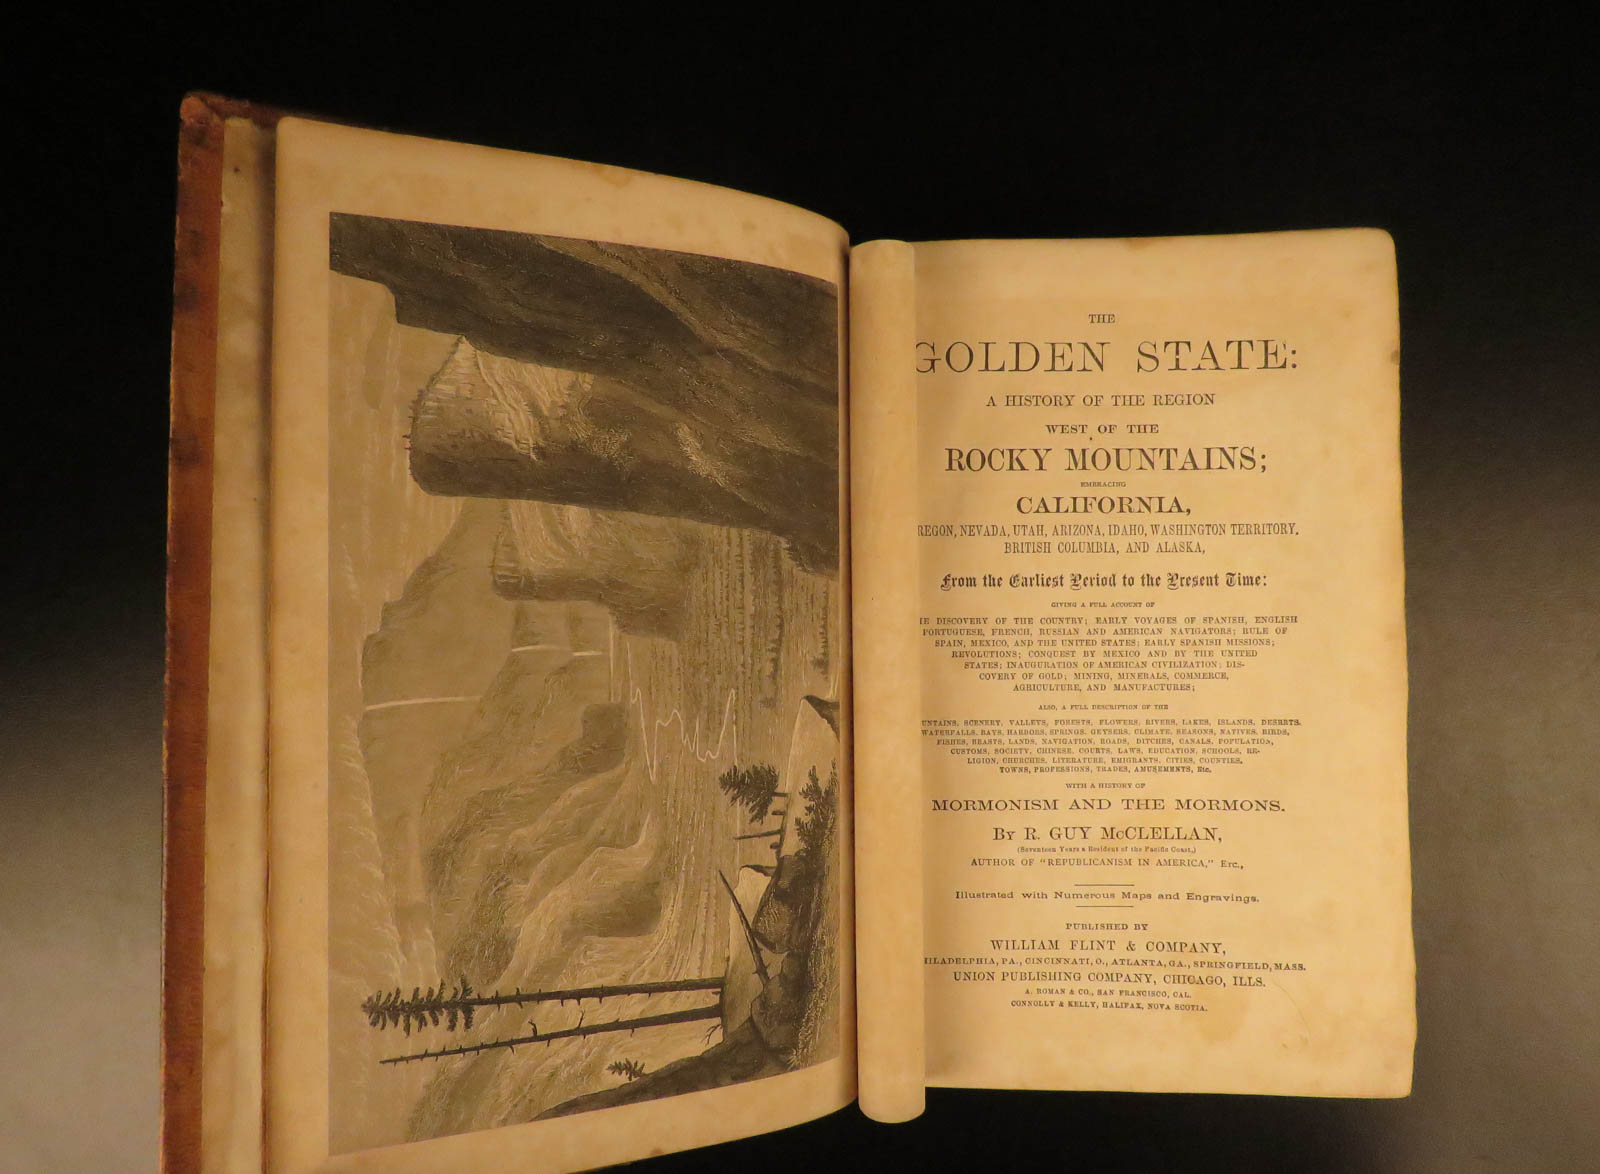 THE
GOLDEN STATE:
A HISTORY OF THE REGION
WEST OF THE
ROCKY MOUNTAINS;
EMBRACING
CALIFORNIA,
REGON, NEVADA, UTAH, ARIZONA, IDAHO, WASHINGTON TERRITORY.
BRITISH COLUMBIA, AND ALASKA,
From the Earliest Period to the Present Time:
GIVING A FULL ACCOUNT OF
HE DISCOVERY OF THE COUNTRY; EARLY VOYAGES OF SPANISH, ENGLISH
PORTUGUESE, FRENCH, RUSSIAN AND AMERICAN NAVIGATORS; RULE OF
SPAIN, MEXICO, AND THE UNITED STATES; EARLY SPANISH MISSIONS;
REVOLUTIONS; CONQUEST BY MEXICO AND BY THE UNITED
STATES; INAUGURATION OF AMERICAN CIVILIZATION; DIS-
COVERY OF GOLD; MINING, MINERALS, COMMERCE,
AGRICULTURE, AND MANUFACTURES;
ALSO, A FULL DESCRIPTION OF THE
UNTAINS, SCENERY, VALLEYS, FORESTS, FLOWERS, RIVERS, LAKES, ISLANDS, DESERTS,
WATERFALLS, BAYS, HARBORS, SPRINGS, GEYSERS, CLIMATE, SEASONS, NATIVES, BIRDS,
FISHES, BEASTS, LANDS, NAVIGATION, ROADS, DITCHES, CANALS, POPULATION,
CUSTOMS, SOCIETY, CHINESE, COURTS, LAWS, EDUCATION, SCHOOLS, RE-
LIGION, CHURCHES, LITERATURE, EMIGRANTS, CITIES, COUNTIES,
TOWNS, PROFESSIONS, TRADES, AMUSEMENTS, Etc.
WITH A HISTORY OF
MORMONISM AND THE MORMONS.
By R. GUY McCLELLAN,
(Seventeen Years a Resident of the Pacific Coast,)
AUTHOR OF "REPUBLICANISM IN AMERICA," Etc.,
Illustrated with Numerous Maps and Engravings.
PUBLISHED BY
WILLIAM FLINT & COMPANY,
ILADELPHIA, PA., CINCINNATI, O., ATLANTA, GA., SPRINGFIELD, MASS.
UNION PUBLISHING COMPANY, CHICAGO, ILLS.
A. ROMAN & CO., SAN FRANCISCO, CAL.
CONNOLLY & KELLY, HALIFAX, NOVA SCOTIA.